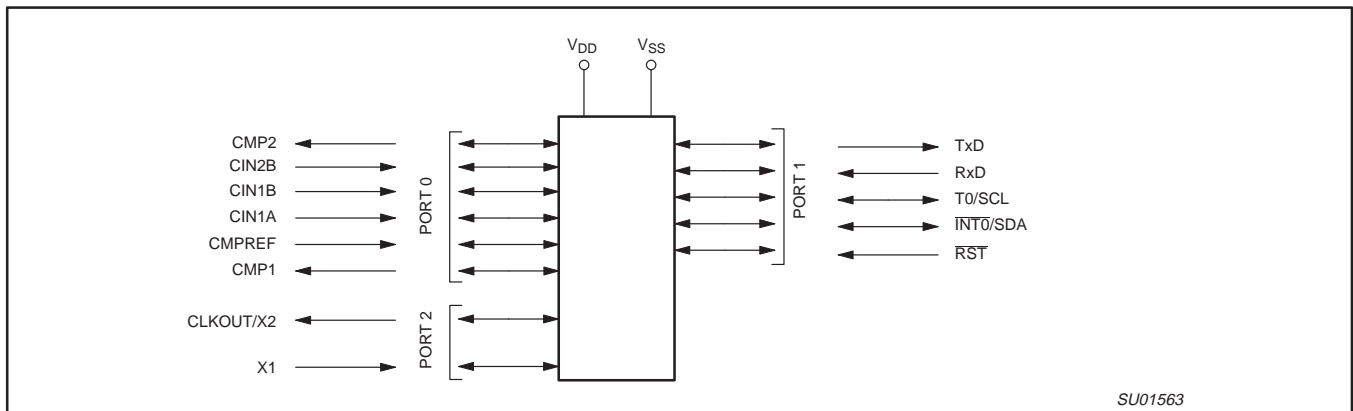 VDD VSS
CMP2
CIN2B
CIN1B
CIN1A
CMPREF
CMP1
PORT 0
CLKOUT/X2
X1
PORT 2
PORT 1
TxD
RxD
T0/SCL
INT0/SDA
RST
SU01563